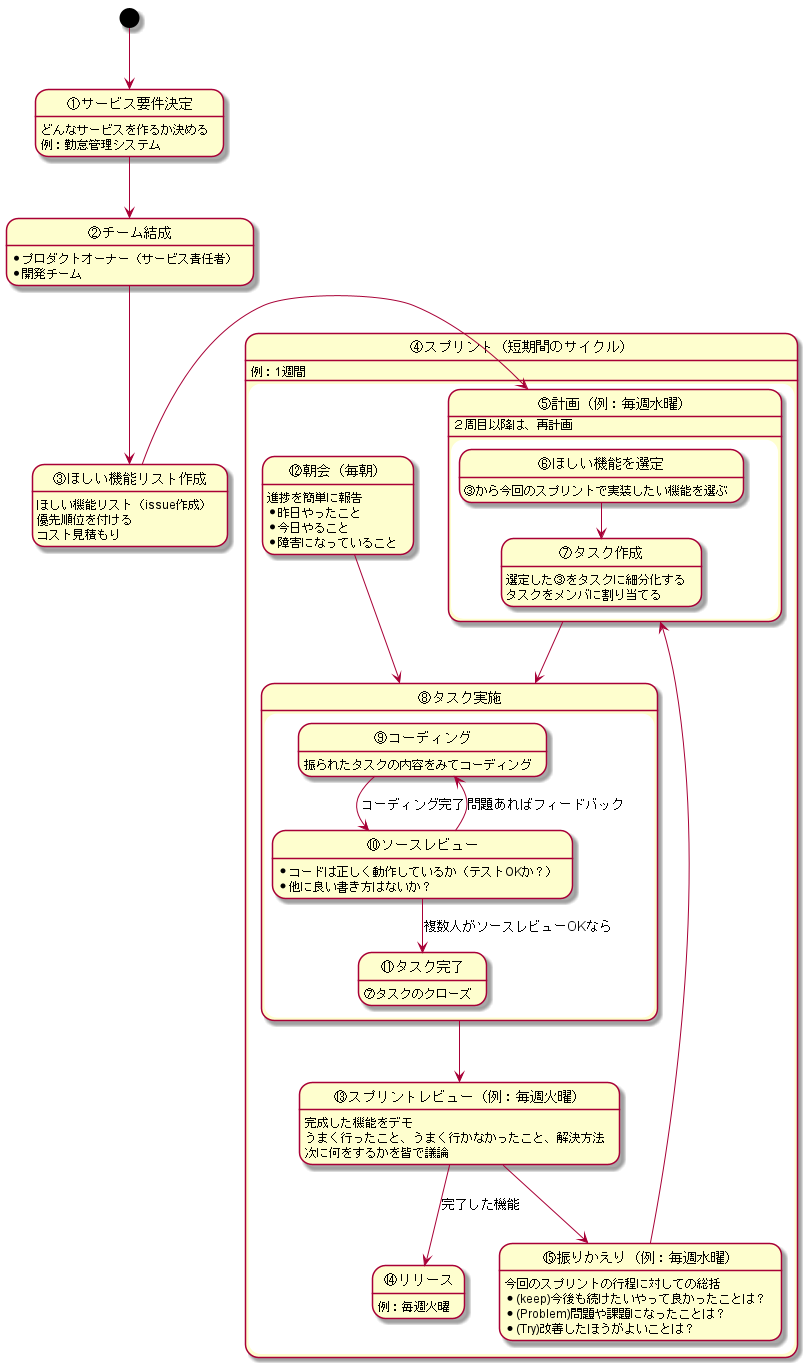 ①サービス要件決定
どんなサービスを作るか決める
例：勤怠管理システム
②チーム結成
•プロダクトオーナー（サービス責任者）
•開発チーム
③ほしい機能リスト作成
ほしい機能リスト（issue作成）
優先順位を付ける
コスト見積もり
④スプリント（短期間のサイクル）
例：1週間
⑤計画（例：毎週水曜）
２周目以降は、再計画
⑥ほしい機能を選定
③から今回のスプリントで実装したい機能を選ぶ
⑦タスク作成
選定した③をタスクに細分化する
タスクをメンバに割り当てる
⑫朝会（毎朝）
進捗を簡単に報告
•昨日やったこと
•今日やること
•障害になっていること
⑧タスク実施
⑨コーディング
振られたタスクの内容をみてコーディング
コーディング完了
問題あればフィードバック
⑩ソースレビュー
•コードは正しく動作しているか（テストOKか？）
•他に良い書き方はないか？
複数人がソースレビューOKなら
⑪タスク完了
⑦タスクのクローズ
⑬スプリントレビュー（例：毎週火曜）
完成した機能をデモ
うまく行ったこと、うまく行かなかったこと、解決方法
次に何をするかを皆で議論
完了した機能
⑭リリース
例：毎週火曜
⑮振りかえり（例：毎週水曜）
今回のスプリントの行程に対しての総括
•(keep)今後も続けたいやって良かったことは？
•(Problem)問題や課題になったことは？
•(Try)改善したほうがよいことは？